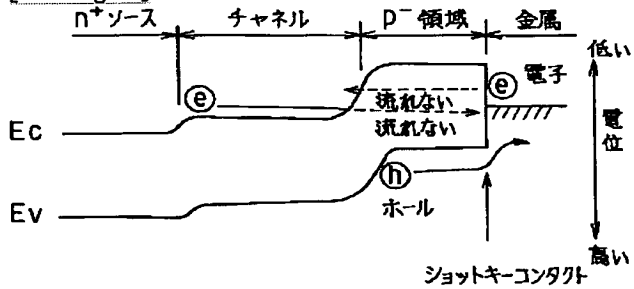 n⁺ソース チャネル p⁻領域 金属
低い
ⓔ ⓔ 電子
流れない
流れない
電位
Ec
ⓗ
Ev
ホール
高い
ショットキーコンタクト